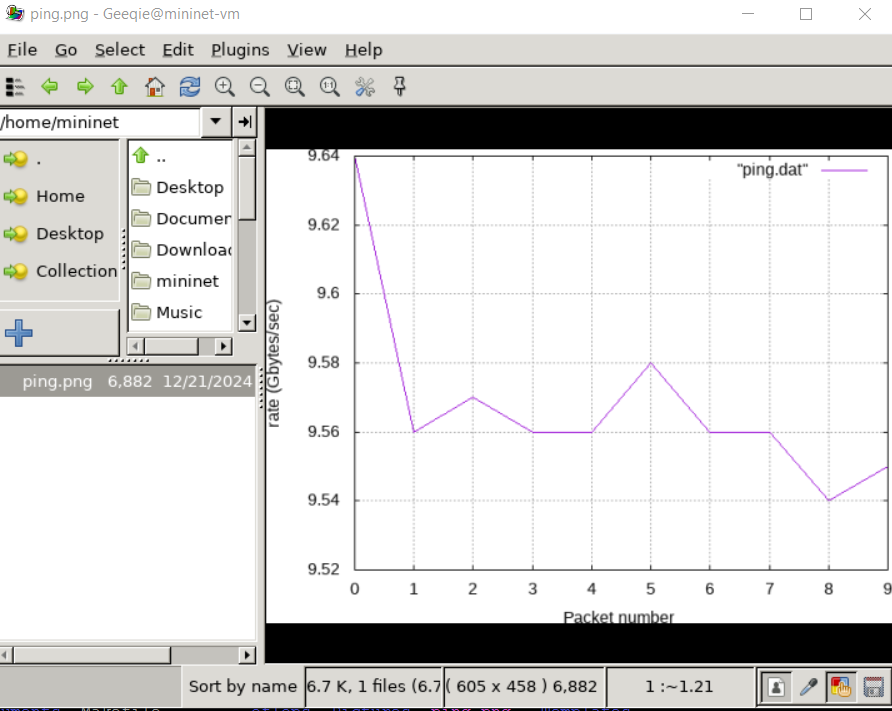 ping.png - Geeqie@mininet-vm
File Go Select Edit Plugins View Help
/home/mininet
.
Home
Desktop
Collection
..
Desktop
Documen
Downloa
mininet
Music
ping.png 6,882 12/21/2024
"ping.dat"
rate (Gbytes/sec)
9.64
9.62
9.6
9.58
9.56
9.54
9.52
0 1 2 3 4 5 6 7 8 9
Packet number
Sort by name 6.7 K, 1 files (6.7 ( 605 x 458 ) 6,882 1 :~1.21